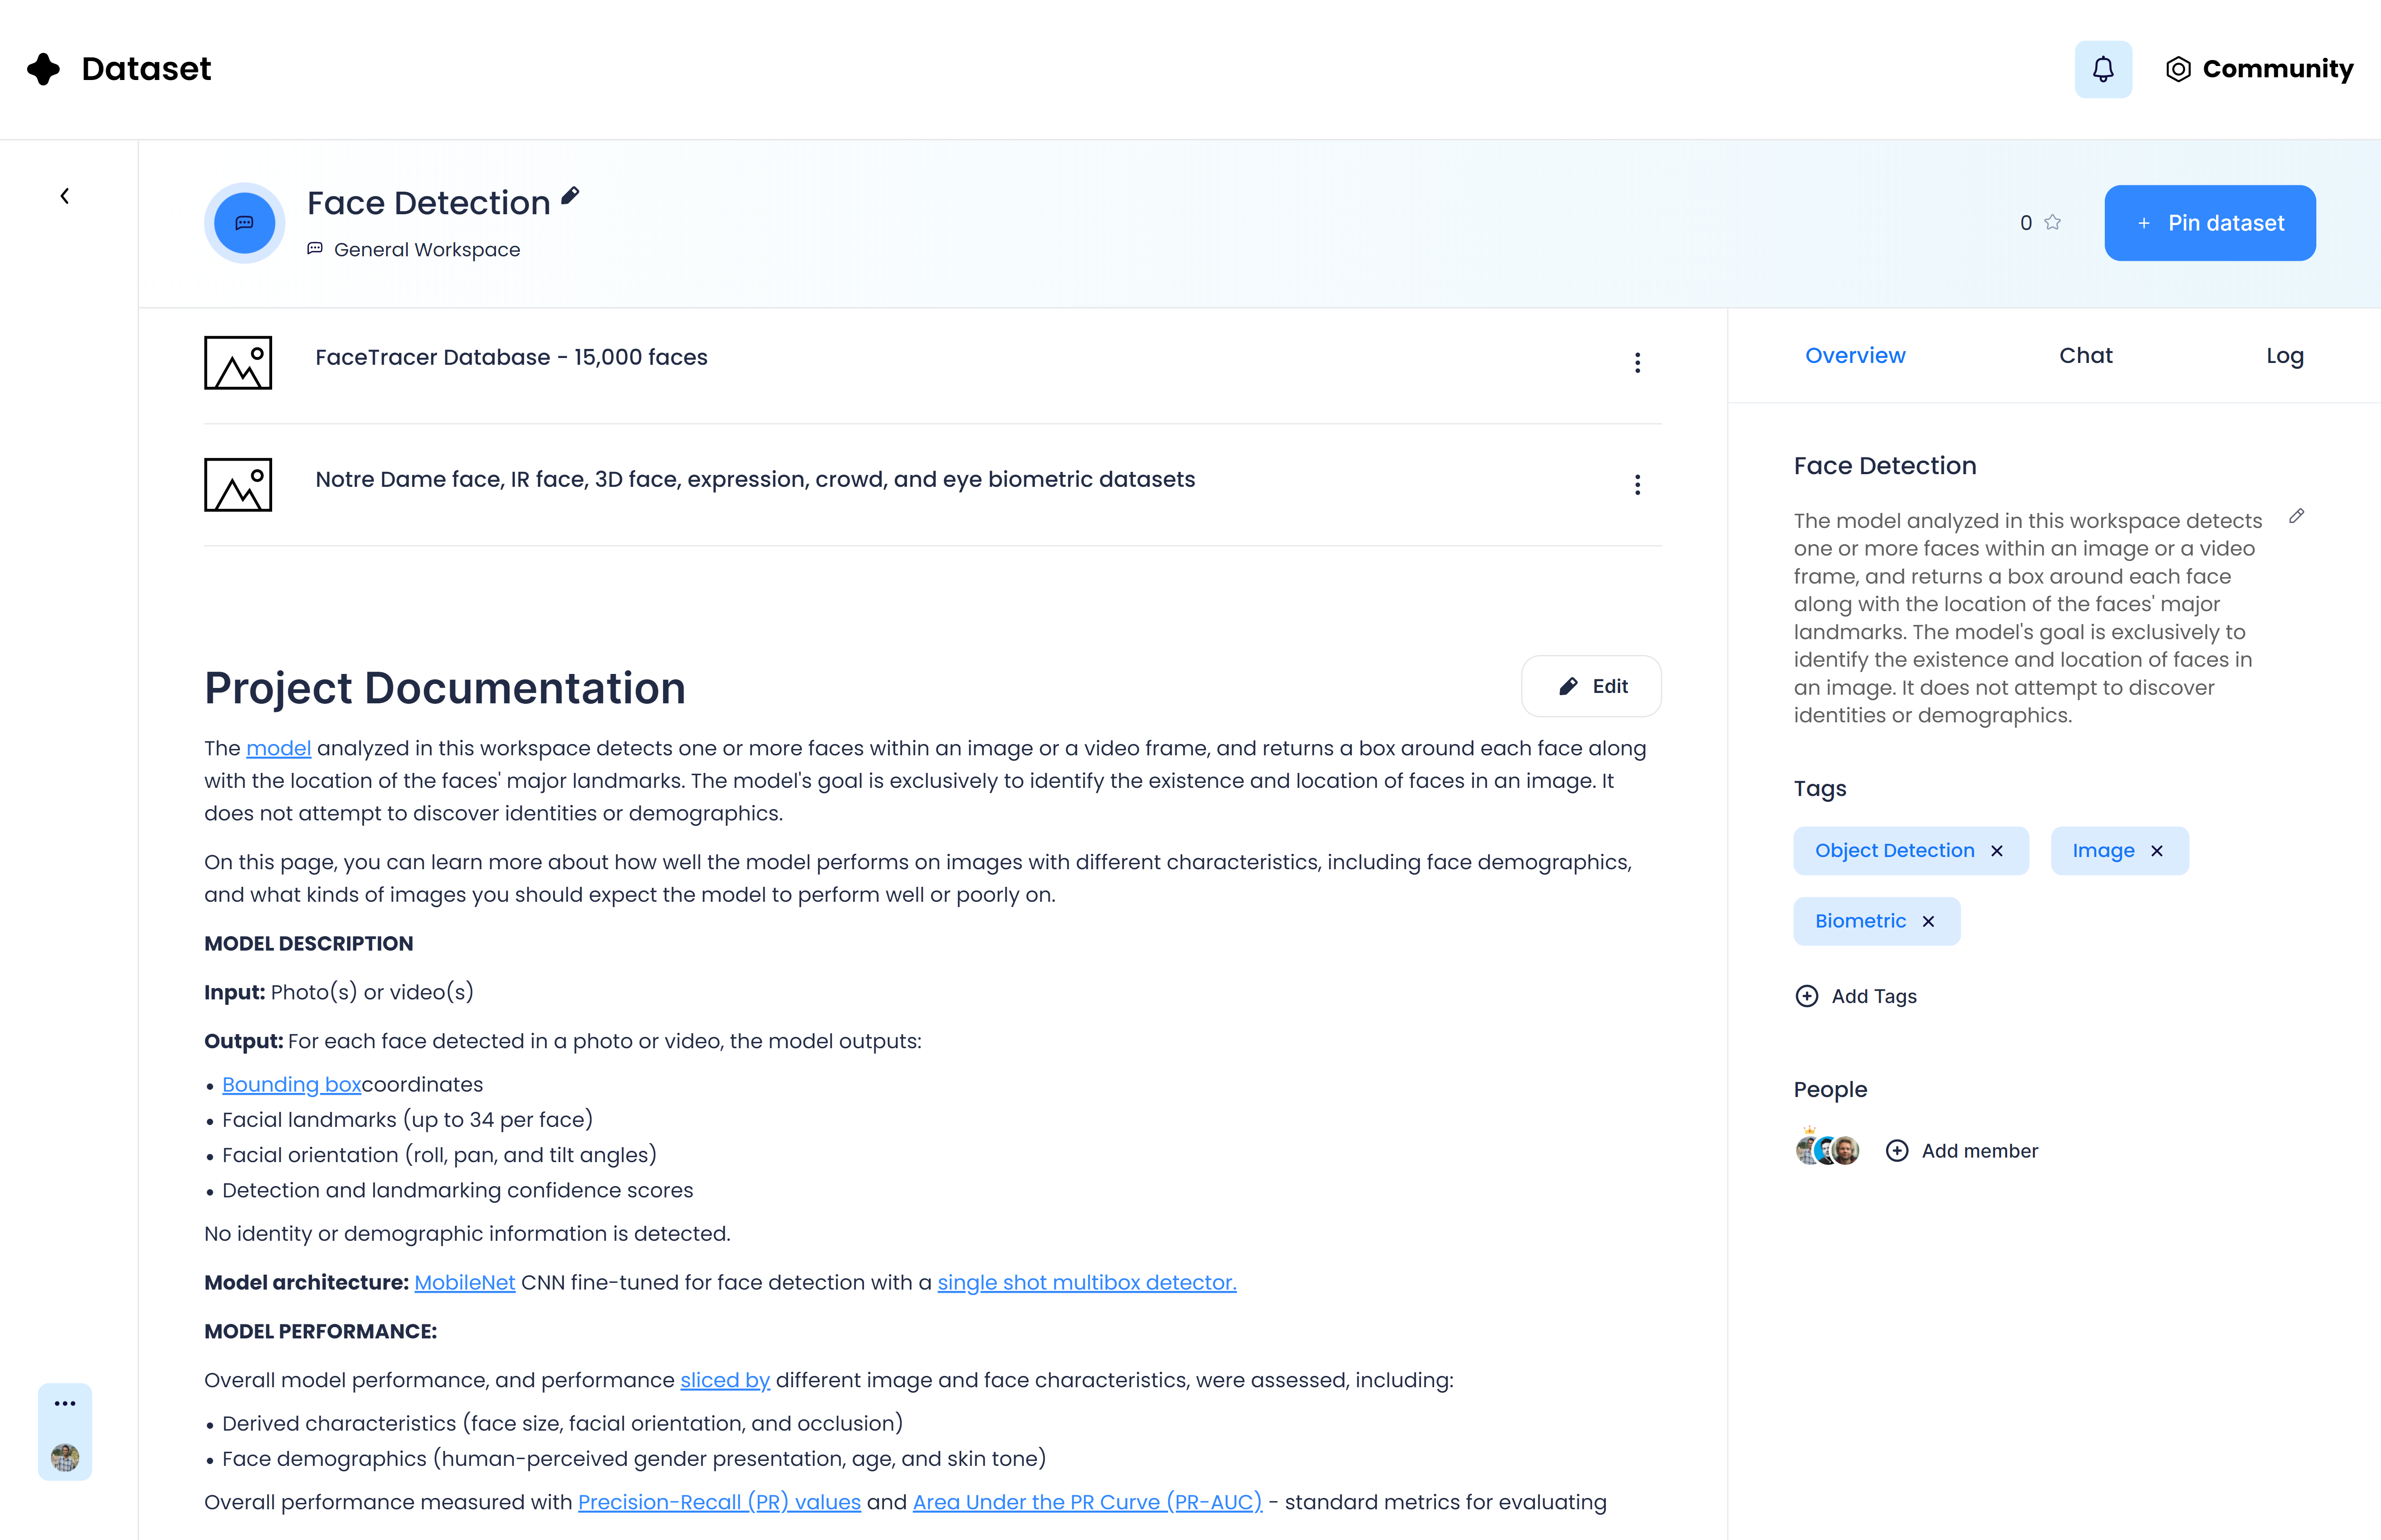 Dataset
Community
Face Detection
General Workspace
0
+ Pin dataset
FaceTracer Database - 15,000 faces
Notre Dame face, IR face, 3D face, expression, crowd, and eye biometric datasets
Project Documentation
Edit
The model analyzed in this workspace detects one or more faces within an image or a video frame, and returns a box around each face along
with the location of the faces' major landmarks. The model's goal is exclusively to identify the existence and location of faces in an image. It
does not attempt to discover identities or demographics.
On this page, you can learn more about how well the model performs on images with different characteristics, including face demographics,
and what kinds of images you should expect the model to perform well or poorly on.
MODEL DESCRIPTION
Input: Photo(s) or video(s)
Output: For each face detected in a photo or video, the model outputs:
• Bounding boxcoordinates
• Facial landmarks (up to 34 per face)
• Facial orientation (roll, pan, and tilt angles)
• Detection and landmarking confidence scores
No identity or demographic information is detected.
Model architecture: MobileNet CNN fine-tuned for face detection with a single shot multibox detector.
MODEL PERFORMANCE:
Overall model performance, and performance sliced by different image and face characteristics, were assessed, including:
• Derived characteristics (face size, facial orientation, and occlusion)
• Face demographics (human-perceived gender presentation, age, and skin tone)
Overall performance measured with Precision-Recall (PR) values and Area Under the PR Curve (PR-AUC) - standard metrics for evaluating
Overview
Chat
Log
Face Detection
The model analyzed in this workspace detects
one or more faces within an image or a video
frame, and returns a box around each face
along with the location of the faces' major
landmarks. The model's goal is exclusively to
identify the existence and location of faces in
an image. It does not attempt to discover
identities or demographics.
Tags
Object Detection
Image
Biometric
Add Tags
People
Add member